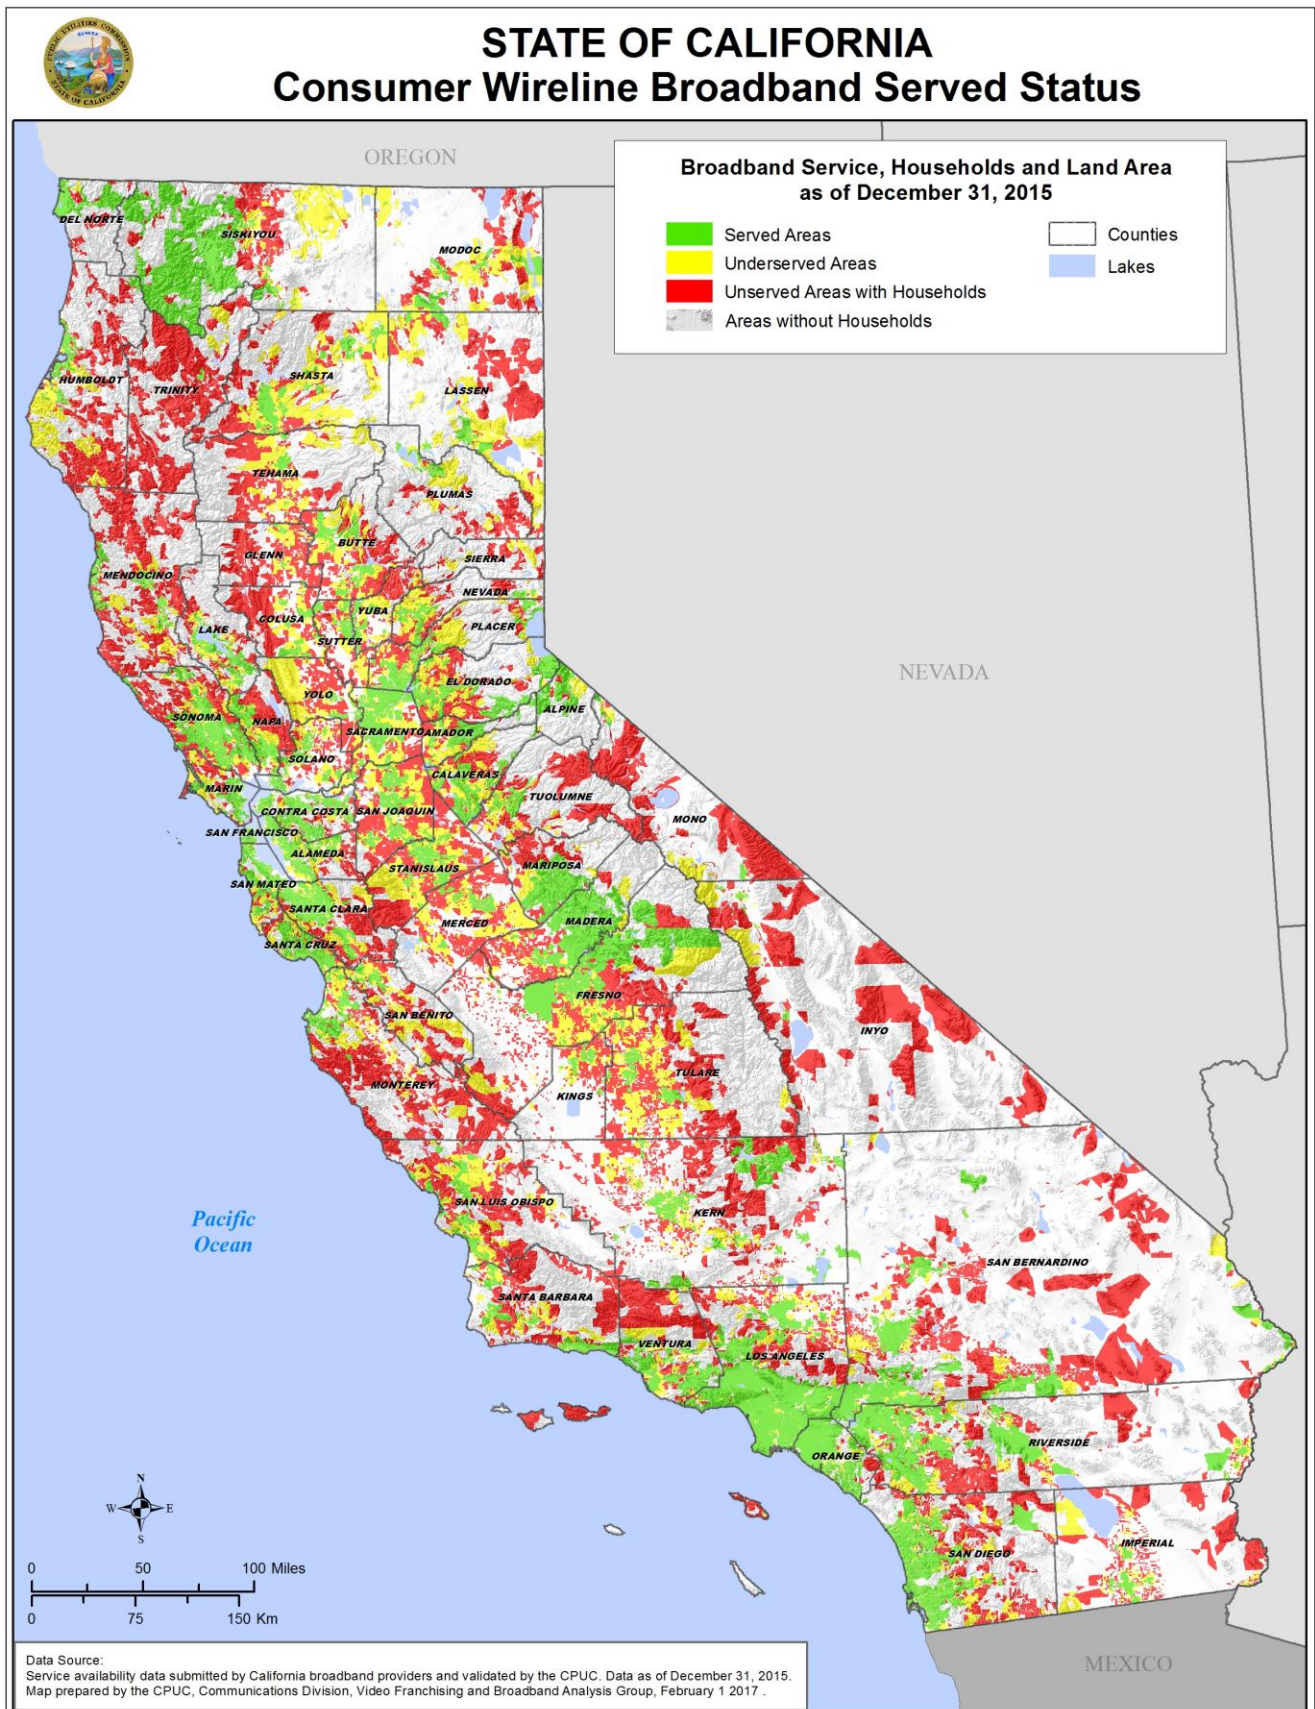 PUBLIC UTILITIES COMMISSION
STATE OF CALIFORNIA
STATE OF CALIFORNIA
Consumer Wireline Broadband Served Status
OREGON
Broadband Service, Households and Land Area
as of December 31, 2015
Served Areas
Underserved Areas
Unserved Areas with Households
Areas without Households
Counties
Lakes
DEL NORTE
SISKIYOU
MODOC
HUMBOLDT
TRINITY
SHASTA
LASSEN
TEHAMA
PLUMAS
GLENN
BUTTE
SIERRA
MENDOCINO
NEVADA
COLUSA
YUBA
LAKE
SUTTER
PLACER
NEVADA
YOLO
EL DORADO
SONOMA
NAPA
ALPINE
SACRAMENTO
AMADOR
SOLANO
MARIN
CALAVERAS
TUOLUMNE
CONTRA COSTA
SAN JOAQUIN
MONO
SAN FRANCISCO
ALAMEDA
STANISLAUS
MARIPOSA
SAN MATEO
SANTA CLARA
MERCED
MADERA
SANTA CRUZ
FRESNO
SAN BENITO
INYO
MONTEREY
TULARE
KINGS
SAN LUIS OBISPO
KERN
Pacific
Ocean
SAN BERNARDINO
SANTA BARBARA
VENTURA
LOS ANGELES
ORANGE
RIVERSIDE
SAN DIEGO
IMPERIAL
N
W E
S
0 50 100 Miles
0 75 150 Km
MEXICO
Data Source:
Service availability data submitted by California broadband providers and validated by the CPUC. Data as of December 31, 2015.
Map prepared by the CPUC, Communications Division, Video Franchising and Broadband Analysis Group, February 1 2017 .